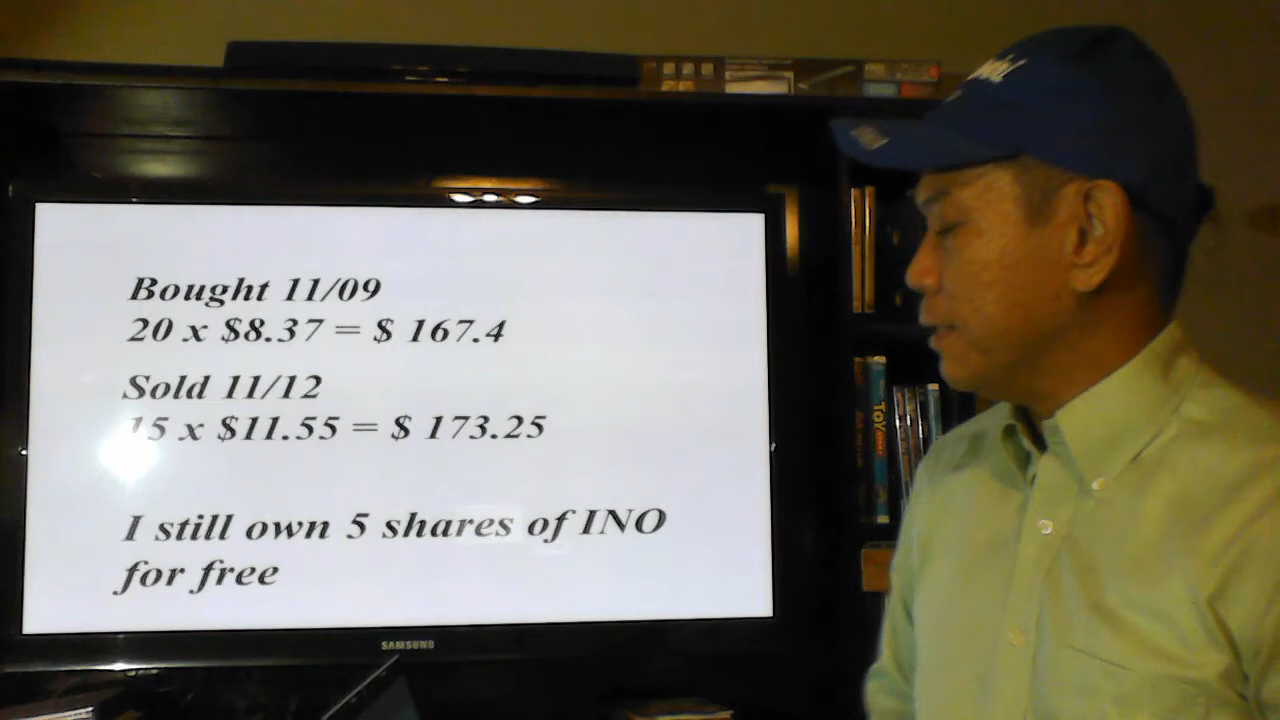 Bought 11/09
20 x $8.37 = $ 167.4
Sold 11/12
15 x $11.55 = $ 173.25
I still own 5 shares of INO
for free
SAMSUNG
TOY